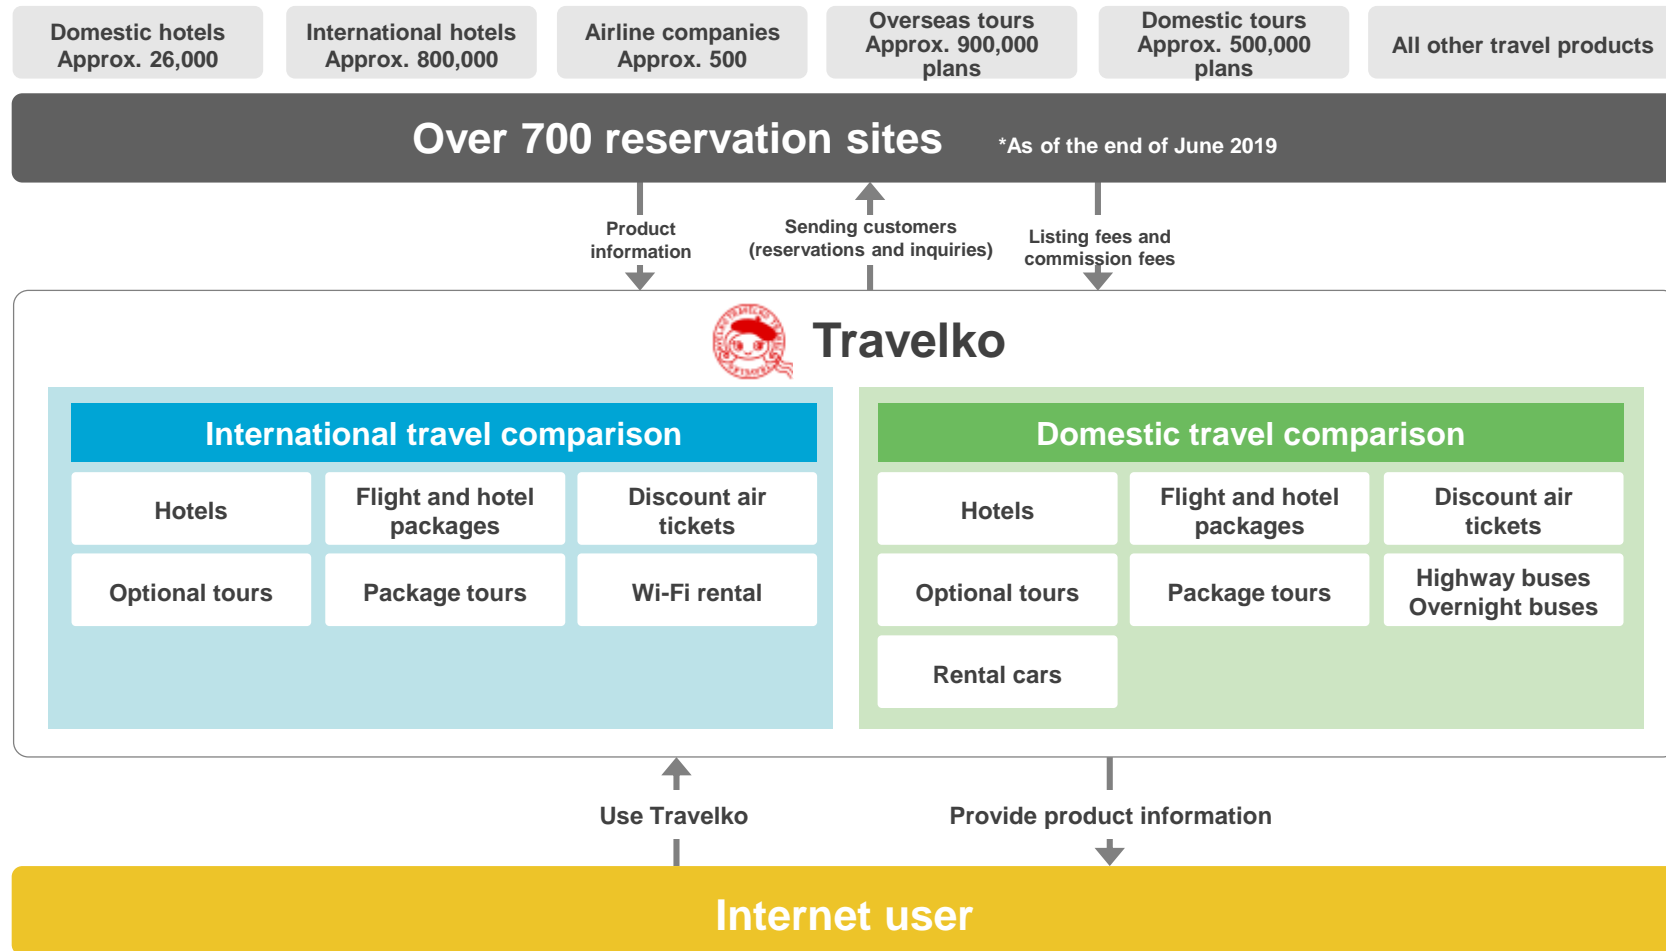 Domestic hotels
Approx. 26,000
International hotels
Approx. 800,000
Airline companies
Approx. 500
Overseas tours
Approx. 900,000
plans
Domestic tours
Approx. 500,000
plans
All other travel products
Over 700 reservation sites *As of the end of June 2019
Product
information
Sending customers
(reservations and inquiries)
Listing fees and
commission fees
Travelko
International travel comparison
Hotels
Flight and hotel
packages
Discount air
tickets
Optional tours
Package tours
Wi-Fi rental
Domestic travel comparison
Hotels
Flight and hotel
packages
Discount air
tickets
Optional tours
Package tours
Highway buses
Overnight buses
Rental cars
Use Travelko
Provide product information
Internet user